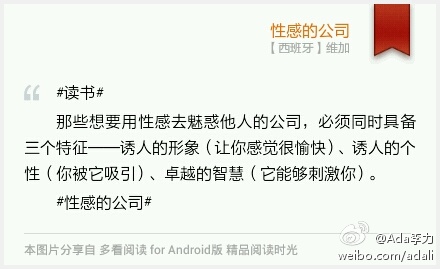 性感的公司
【西班牙】维加
#读书#
那些想要用性感去魅惑他人的公司，必须同时具备
三个特征——诱人的形象（让你感觉很愉快）、诱人的个
性（你被它吸引）、卓越的智慧（它能够刺激你）。
#性感的公司#
本图片分享自 多看阅读 for Android版 精品阅读时光
@Ada李力
weibo.com/adali